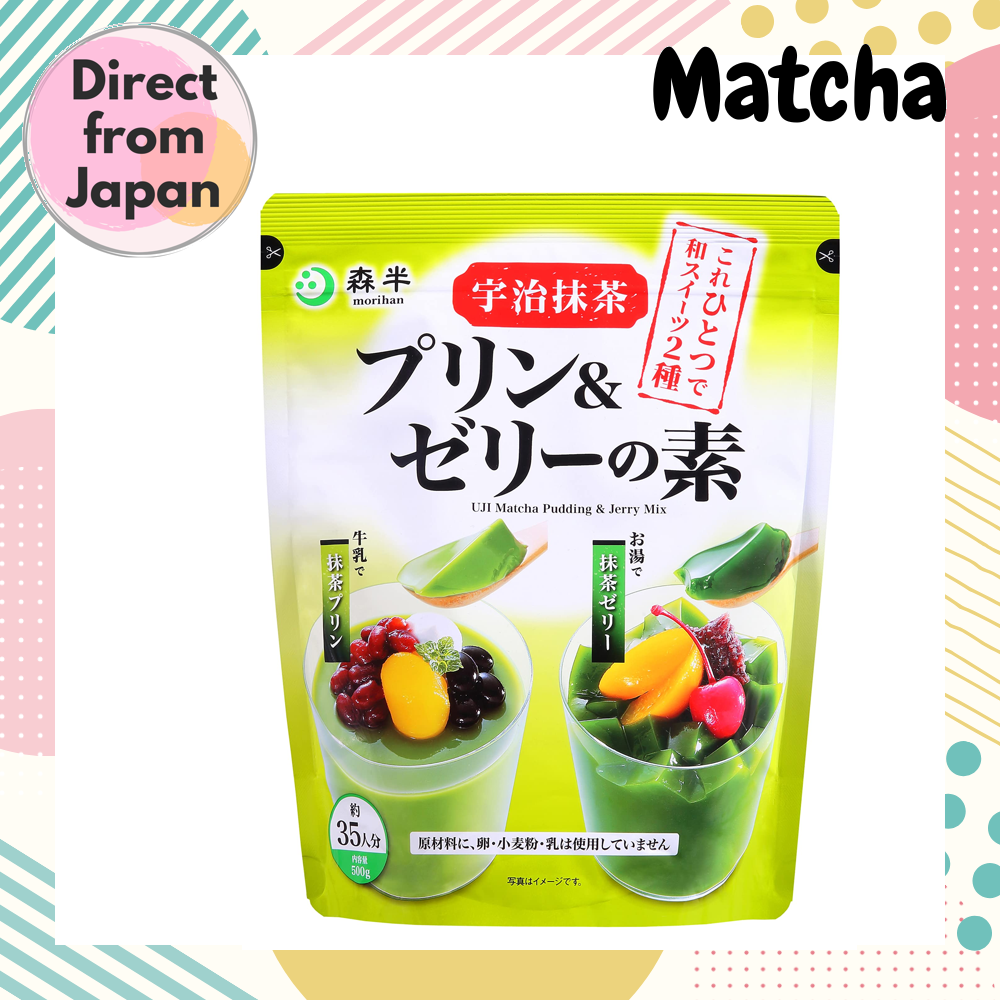 Direct
from
Japan
Matcha
森半
morihan
宇治抹茶
これひとつで
和スイーツ2種
プリン&
ゼリーの素
UJI Matcha Pudding & Jerry Mix
牛乳で
抹茶プリン
お湯で
抹茶ゼリー
約
35人分
内容量
500g
原材料に、卵・小麦粉・乳は使用していません
写真はイメージです。